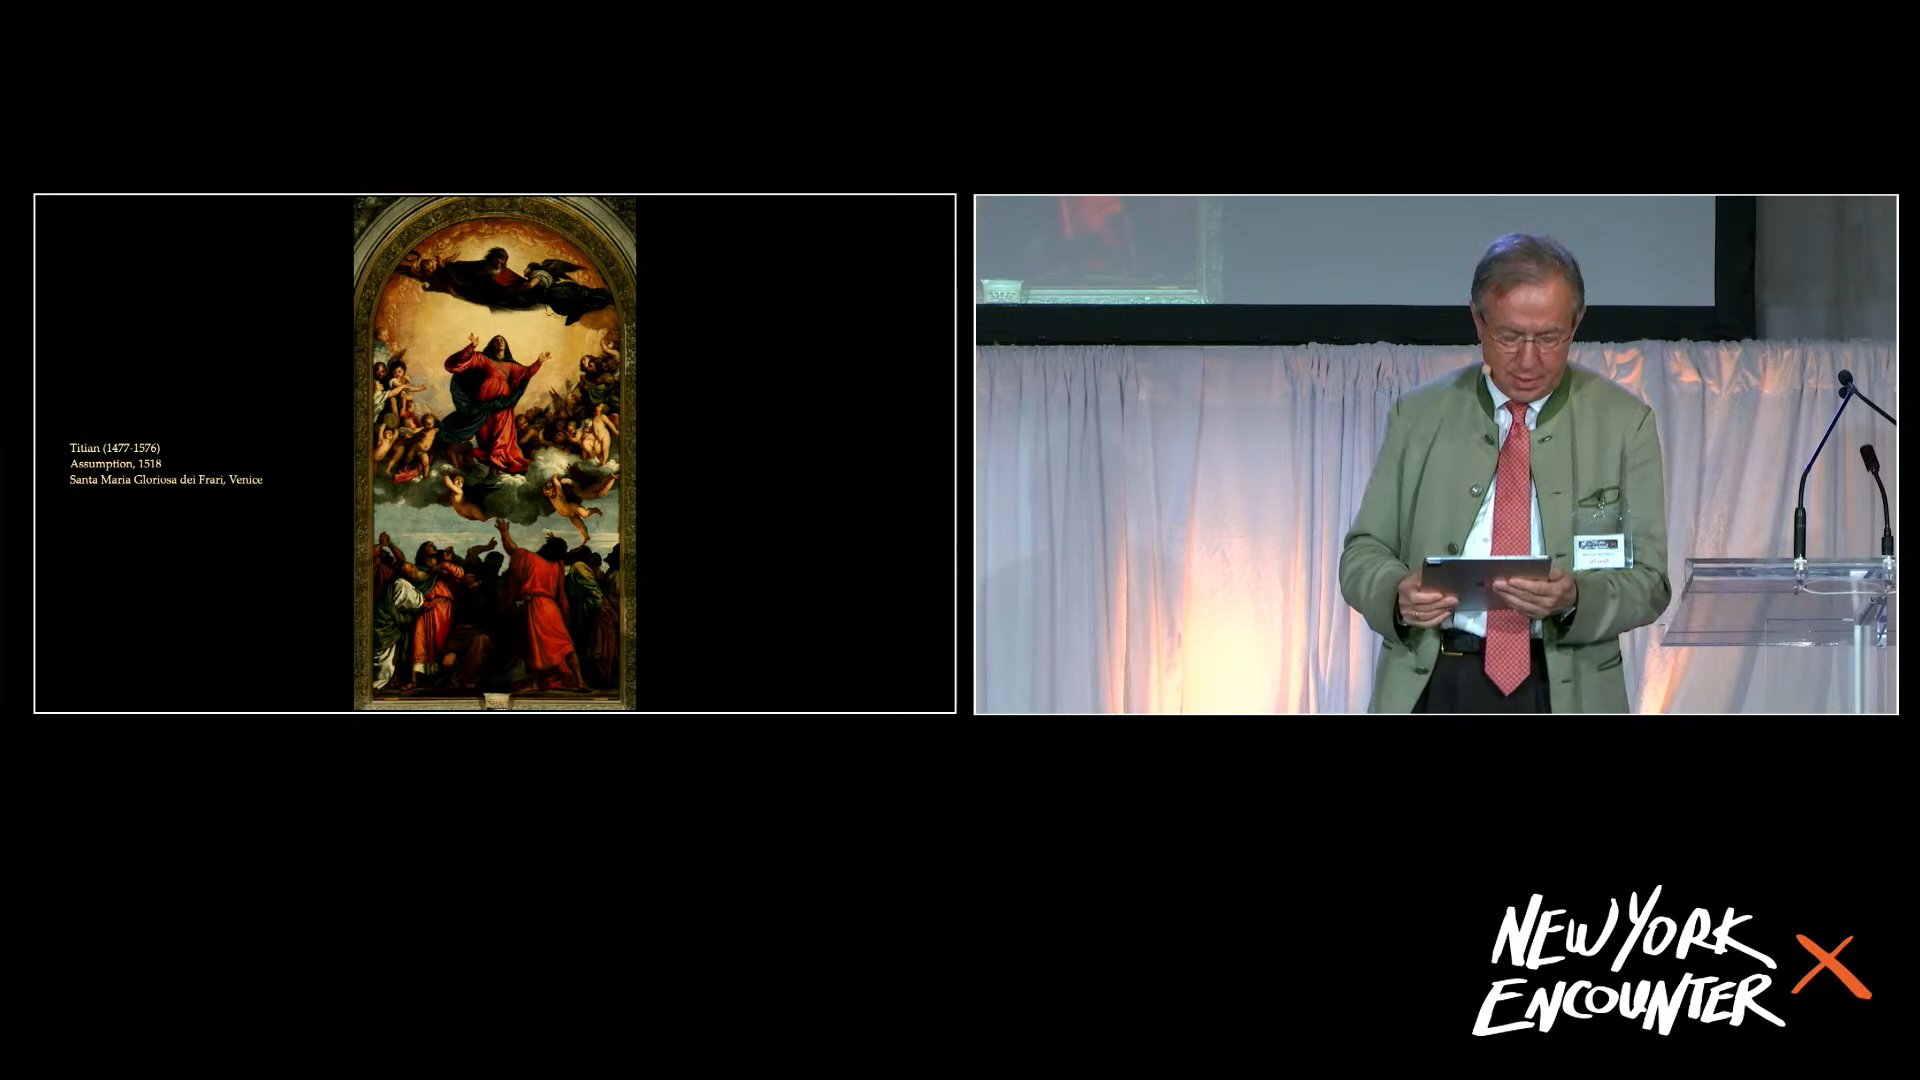 Titian (1477-1576)
Assumption, 1518
Santa Maria Gloriosa dei Frari, Venice
NEW YORK
ENCOUNTER